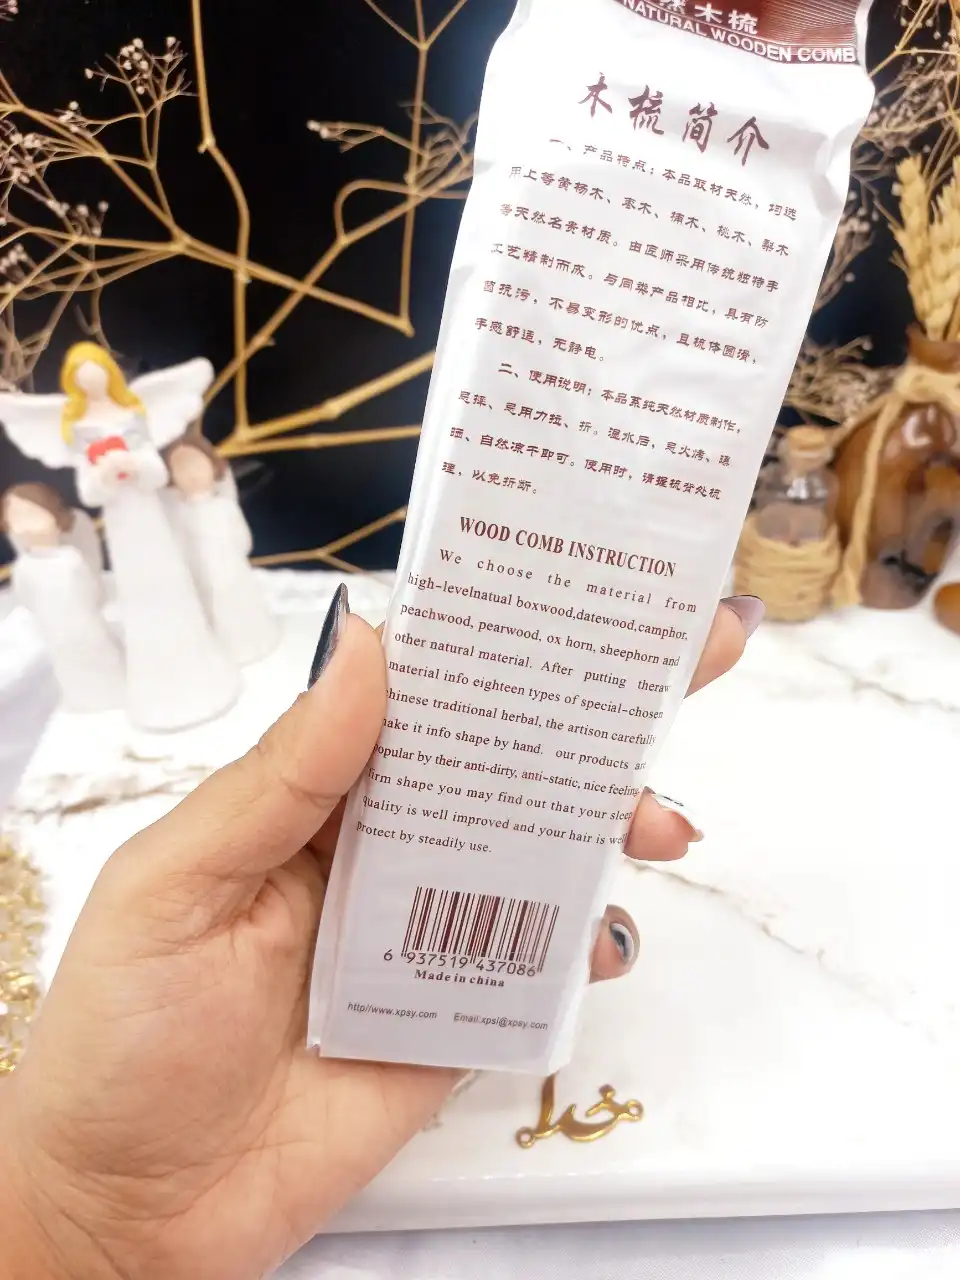 然木梳
NATURAL WOODEN COMB
木梳简介
一、产品特点：本品取材天然，均选
用上等黄杨木、枣木、楠木、桃木、梨木
等天然名贵材质。由匠师采用传统独特手
工艺精制而成。与同类产品相比，具有防
菌抗污，不易变形的优点，且梳体圆滑，
手感舒适，无静电。
二、使用说明：本品系纯天然材质制作，
忌摔、忌用力拉、折。湿水后，忌火烤、曝
晒、自然凉干即可。使用时，请握梳背处梳
理，以免折断。
WOOD COMB INSTRUCTION
We choose the material from
high-levelnatual boxwood,datewood,camphor,
peachwood, pearwood, ox horn, sheephorn and
other natural material. After putting theraw
material info eighteen types of special-chosen
chinese traditional herbal, the artison carefully
make it info shape by hand. our products are
popular by their anti-dirty, anti-static, nice feeling,
firm shape you may find out that your sleep
quality is well improved and your hair is well
protect by steadily use.
6 937519 437086
Made in china
http//www.xpsy.com Email:xpsl@xpsy.com
خدا